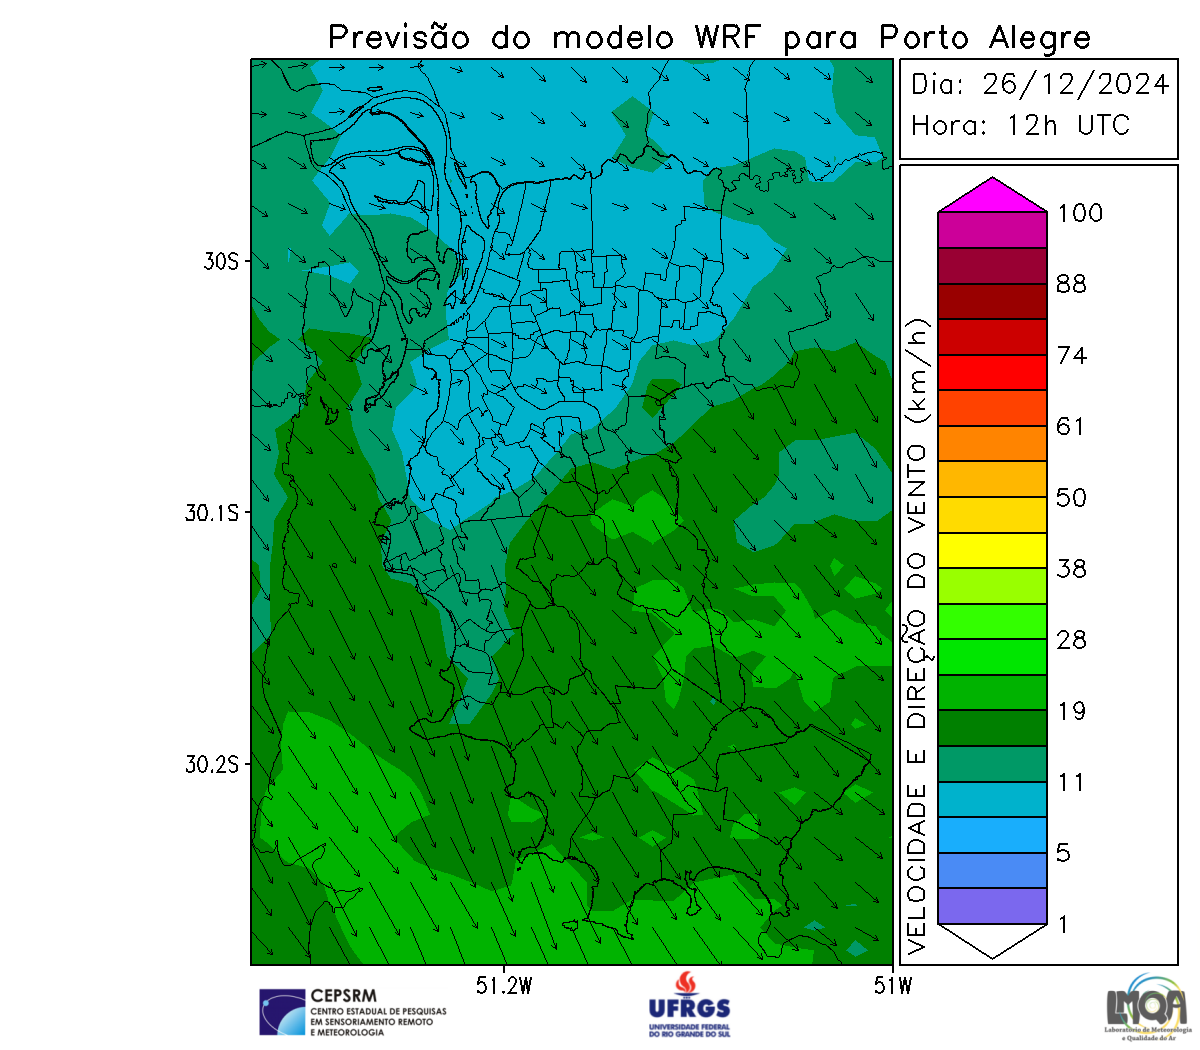 Previsão do modelo WRF para Porto Alegre
Dia: 26/12/2024
Hora: 12h UTC
VELOCIDADE E DIREÇÃO DO VENTO (km/h)
100
88
74
61
50
38
28
19
11
5
1
30S
30.1S
30.2S
51.2W
51W
CEPSRM
CENTRO ESTADUAL DE PESQUISAS
EM SENSORIAMENTO REMOTO
E METEOROLOGIA
UFRGS
UNIVERSIDADE FEDERAL
DO RIO GRANDE DO SUL
LMQA
Laboratório de Meteorologia
e Qualidade do Ar